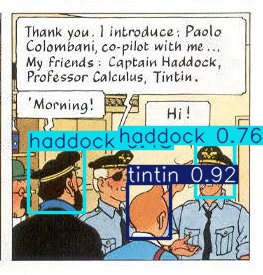 Thank you. I introduce: Paolo
Colombani, co-pilot with me...
My friends: Captain Haddock,
Professor Calculus, Tintin.
'Morning!
Hi!
haddock
haddock 0.76
tintin 0.92